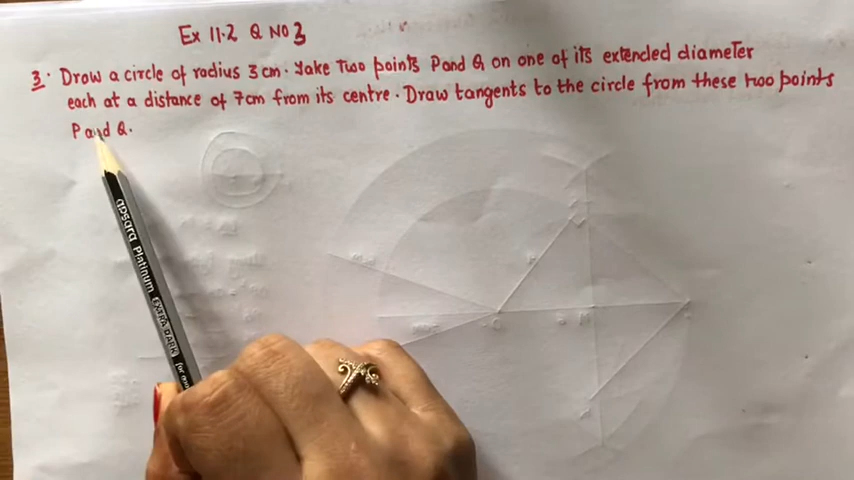 Ex 11.2 Q NO 3
3. Draw a circle of radius 3 cm. Take Two points P and Q on one of its extended diameter
each at a distance of 7cm from its centre. Draw tangents to the circle from these two points
P and Q.
apsara Platinum EXTRA DARK